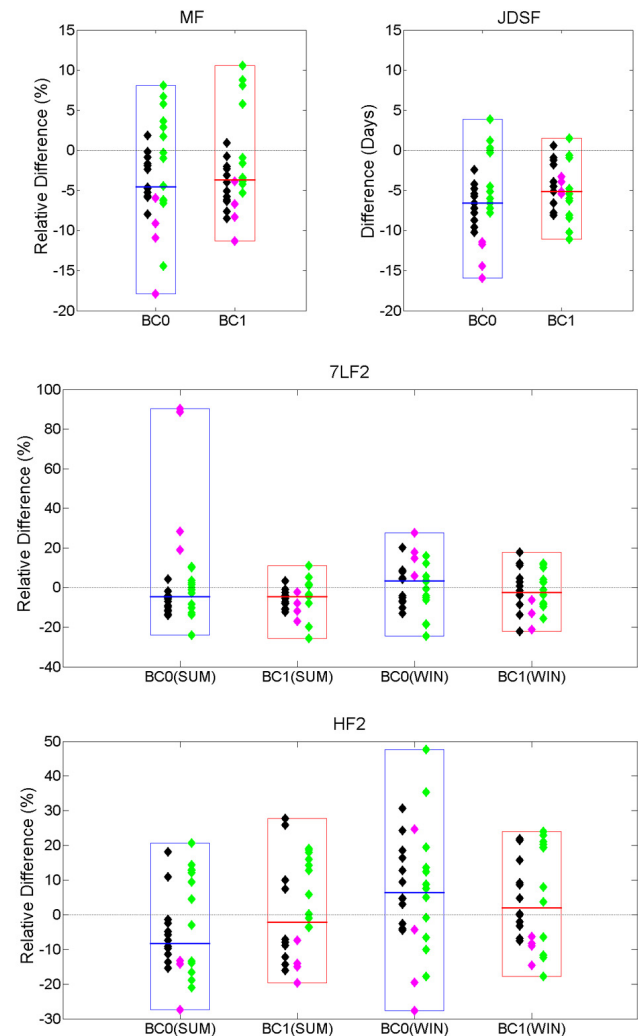 MF
JDSF
Relative Difference (%)
15
10
5
0
-5
-10
-15
-20
BC0
BC1
Difference (Days)
15
10
5
0
-5
-10
-15
-20
BC0
BC1
7LF2
Relative Difference (%)
100
80
60
40
20
0
-20
-40
BC0(SUM)
BC1(SUM)
BC0(WIN)
BC1(WIN)
HF2
Relative Difference (%)
50
40
30
20
10
0
-10
-20
-30
BC0(SUM)
BC1(SUM)
BC0(WIN)
BC1(WIN)